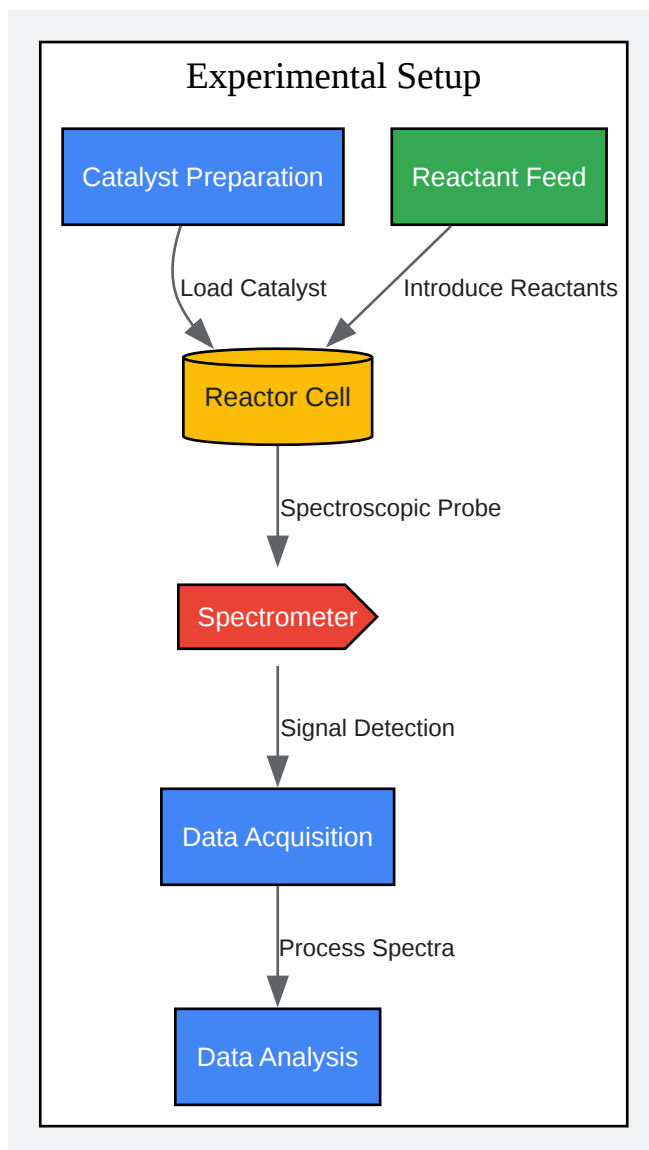 Experimental Setup
Catalyst Preparation
Reactant Feed
Load Catalyst
Introduce Reactants
Reactor Cell
Spectroscopic Probe
Spectrometer
Signal Detection
Data Acquisition
Process Spectra
Data Analysis